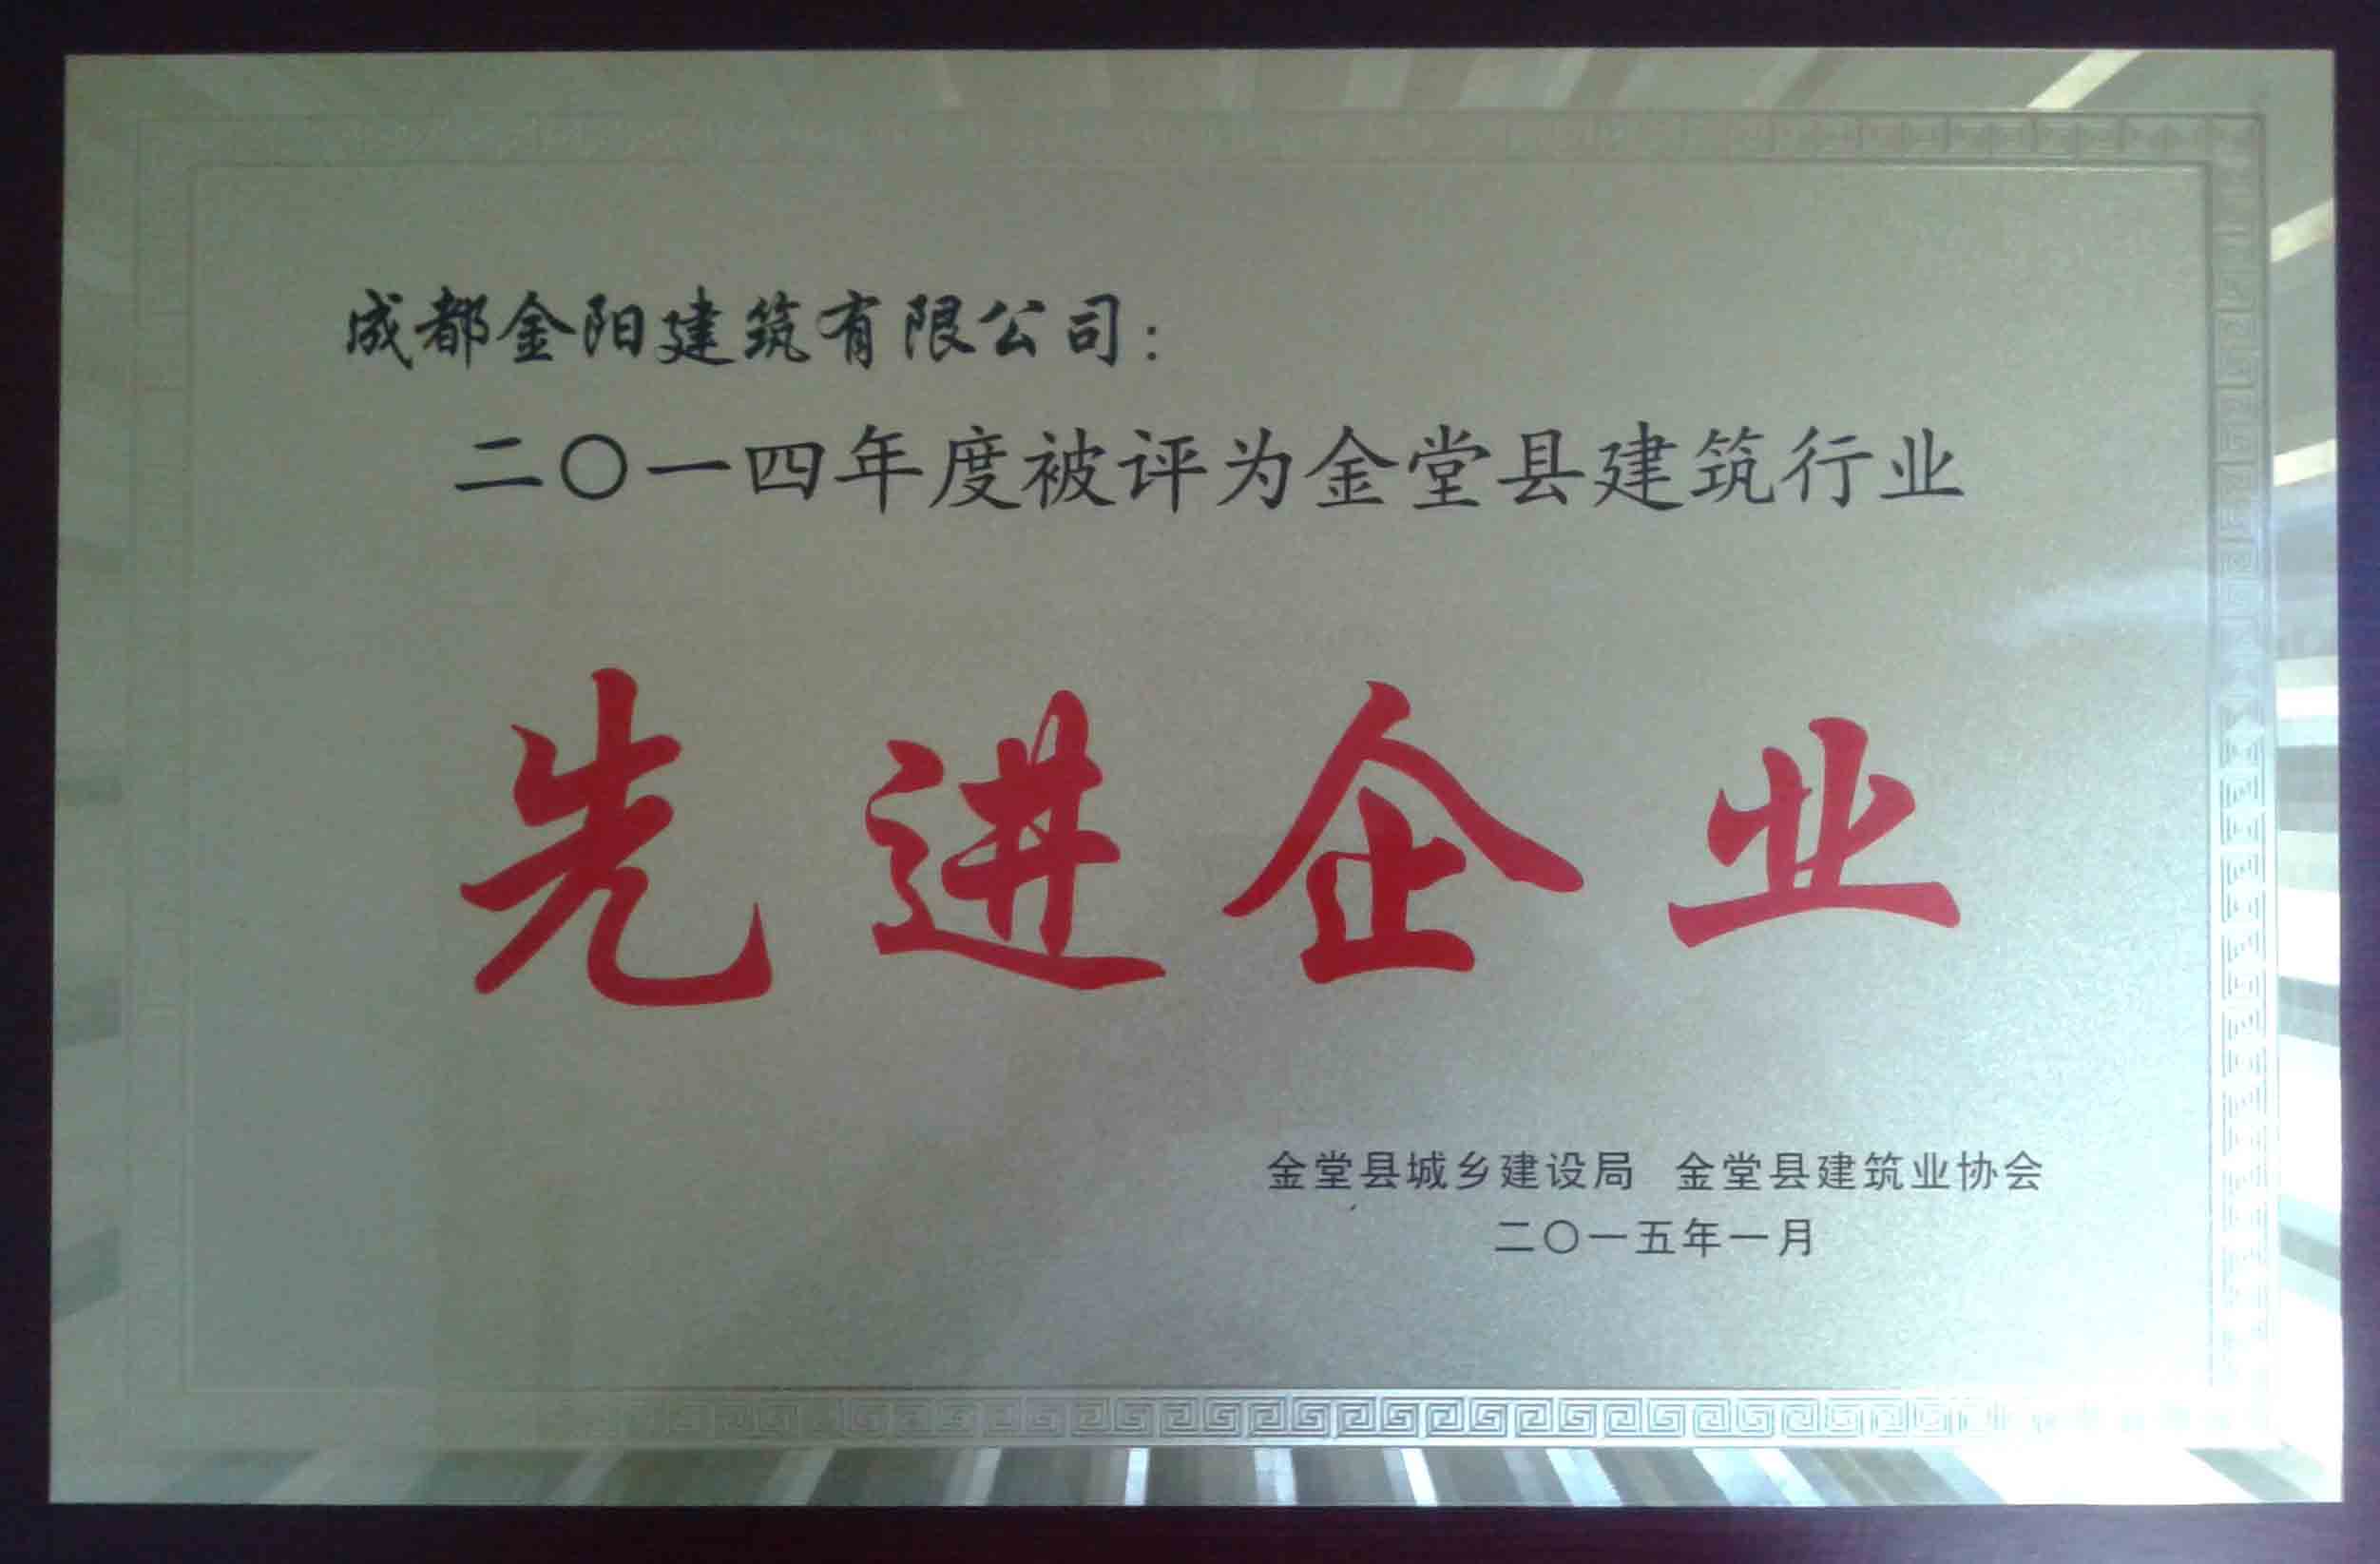 成都金阳建筑有限公司：
二〇一四年度被评为金堂县建筑行业
先进企业
金堂县城乡建设局 金堂县建筑业协会
二〇一五年一月